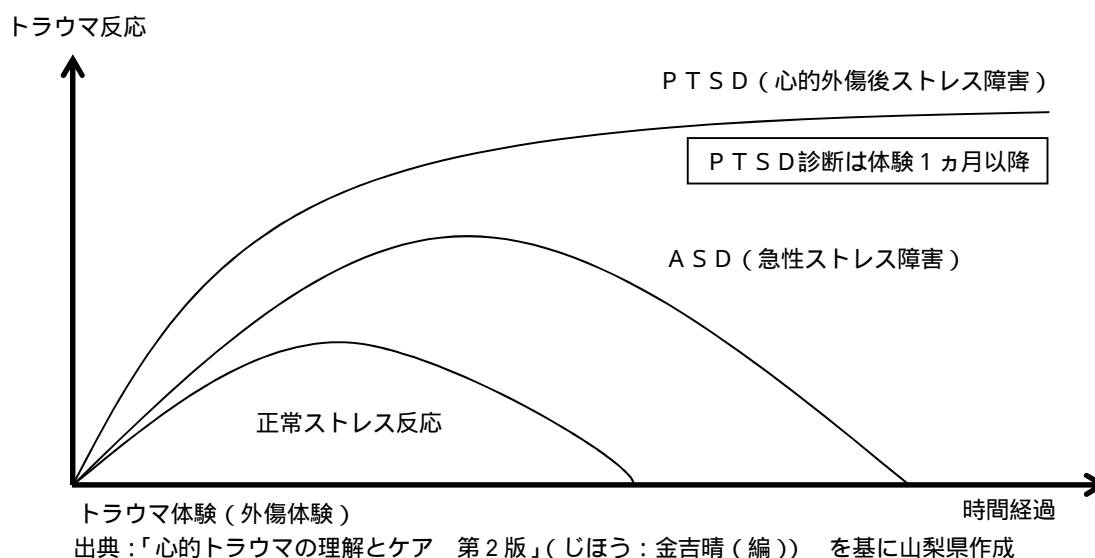 トラウマ反応
PTSD(心的外傷後ストレス障害)
PTSD診断は体験1ヵ月以降
ASD(急性ストレス障害)
正常ストレス反応
時間経過
トラウマ体験(外傷体験)
出典:「心的トラウマの理解とケア 第2版」(じほう:金吉晴(編)) を基に山梨県作成